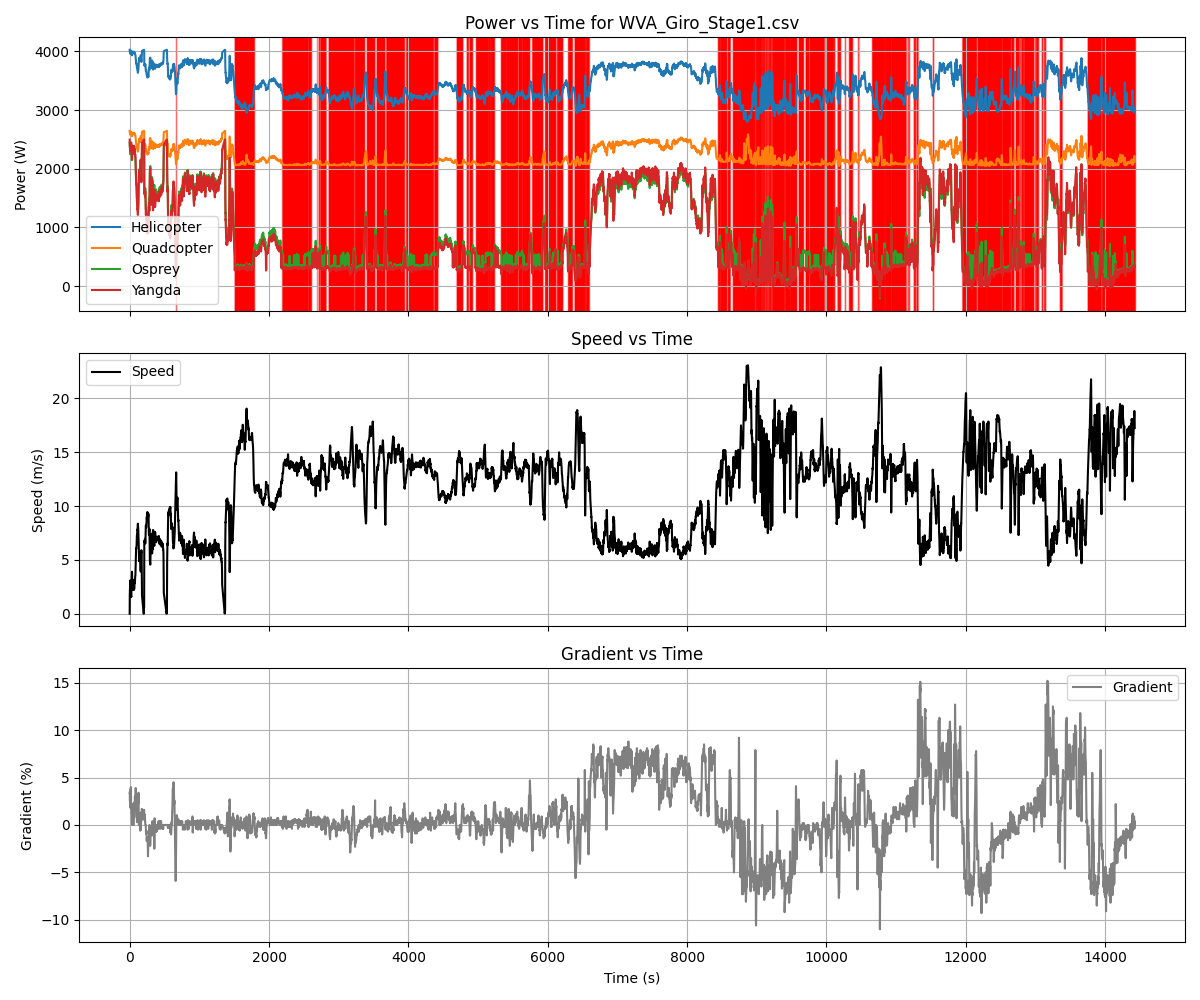 Power vs Time for WVA_Giro_Stage1.csv
4000
3000
2000
1000
0
Power (W)
Helicopter
Quadcopter
Osprey
Yangda
Speed vs Time
Speed
20
15
10
5
0
Speed (m/s)
Gradient vs Time
Gradient
15
10
5
0
−5
−10
Gradient (%)
0 2000 4000 6000 8000 10000 12000 14000
Time (s)